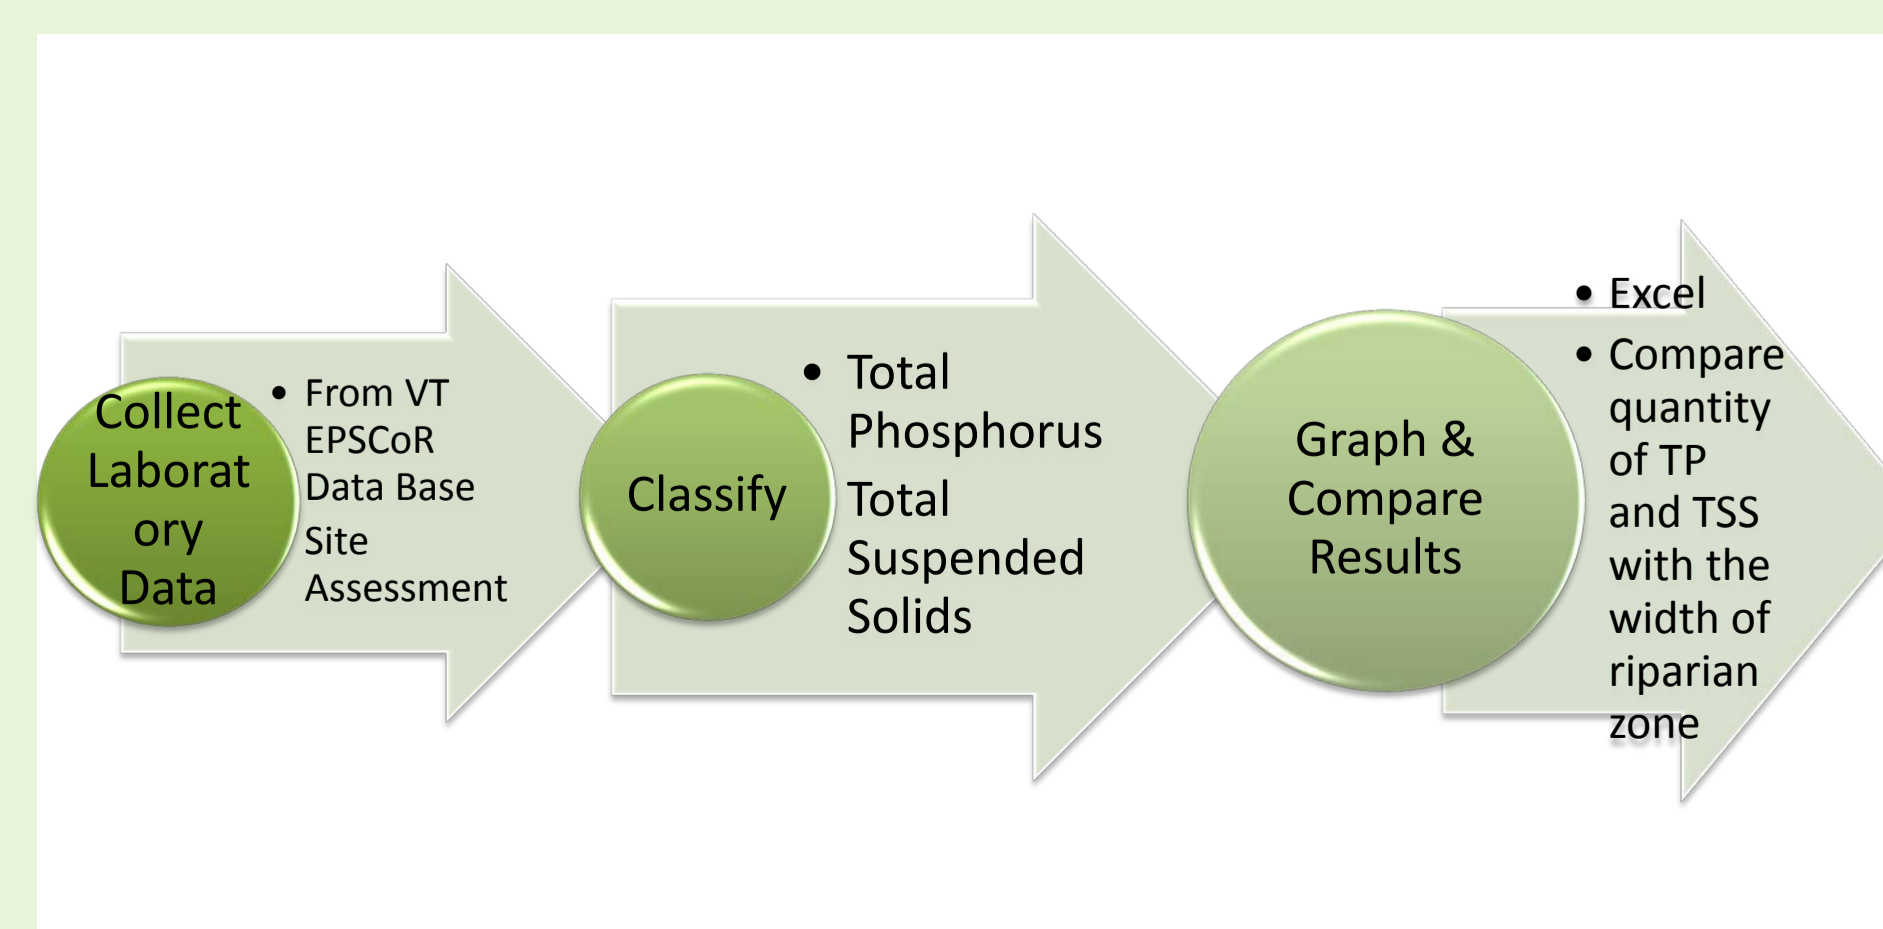 Collect
Laborat
ory
Data
• From VT
EPSCoR
Data Base
Site
Assessment
Classify
• Total
Phosphorus
Total
Suspended
Solids
Graph &
Compare
Results
• Excel
• Compare
quantity
of TP
and TSS
with the
width of
riparian
zone